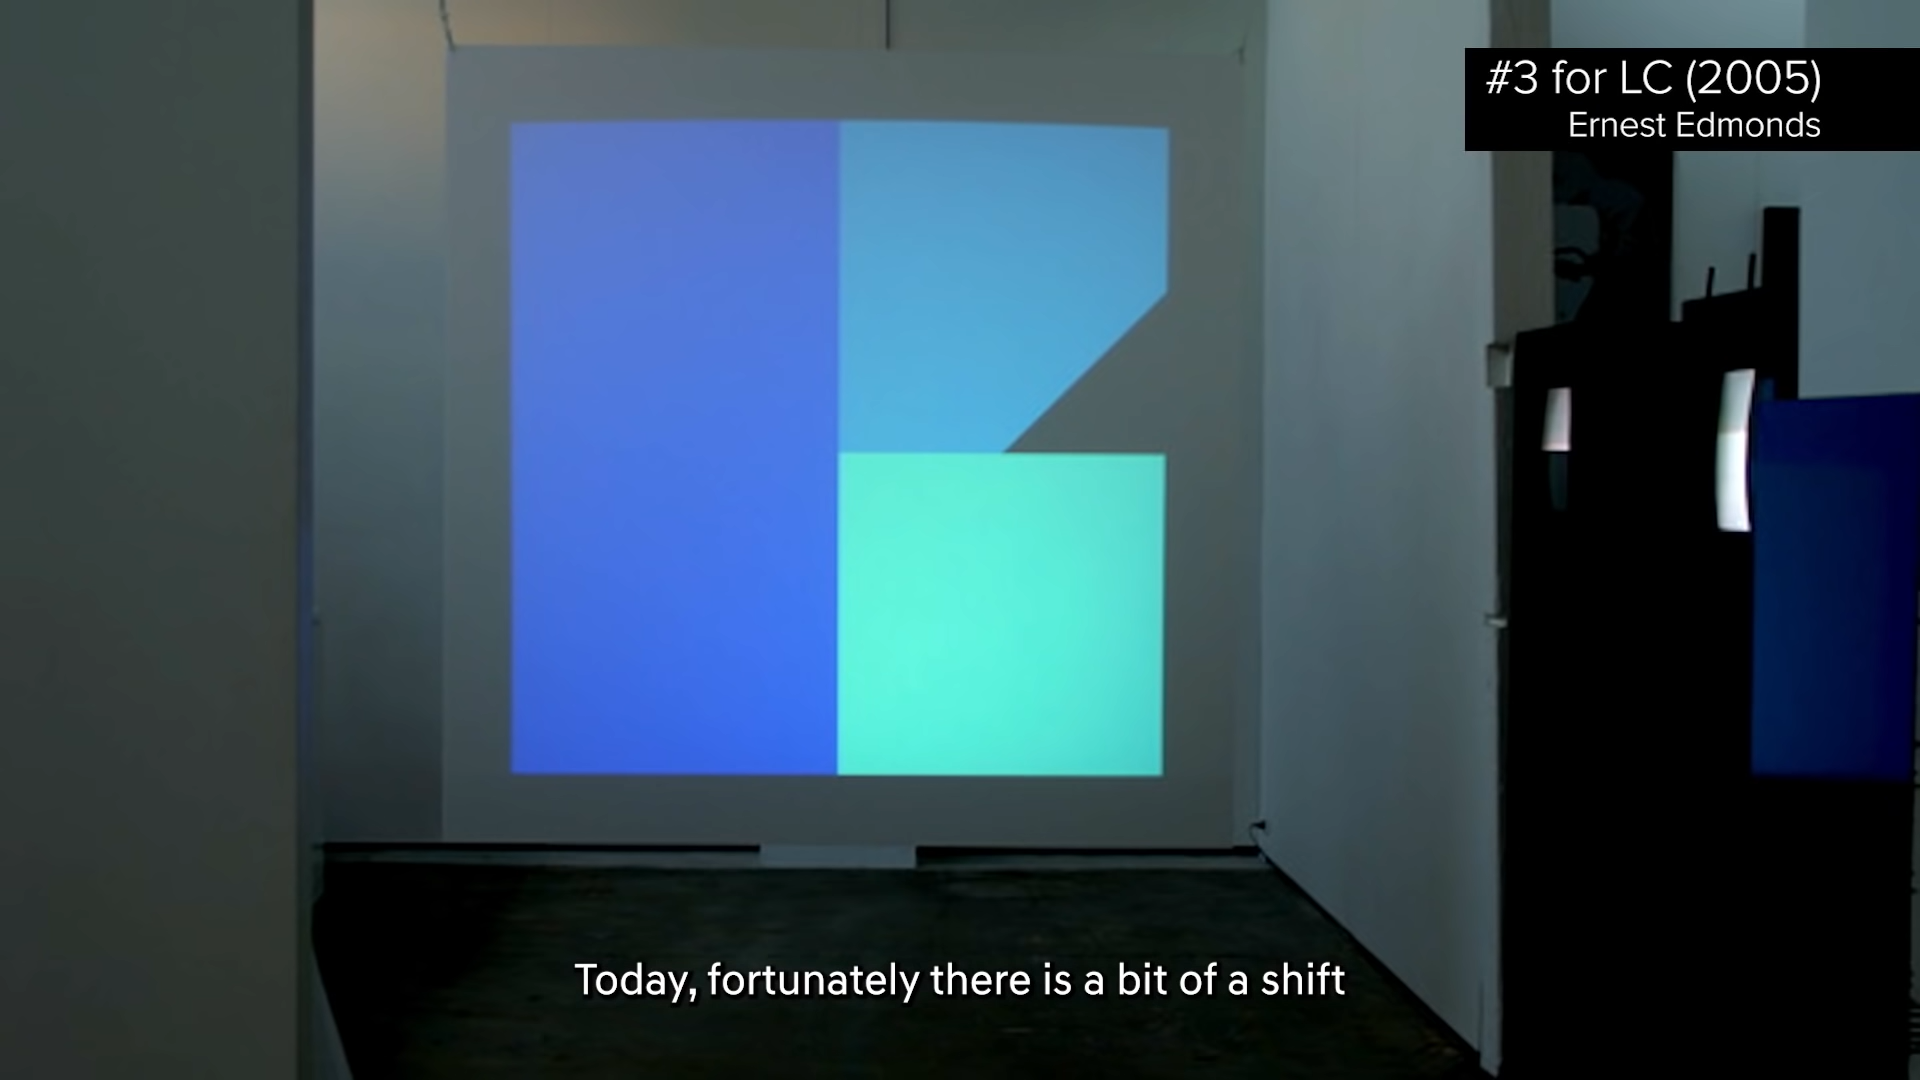 #3 for LC (2005)
Ernest Edmonds
Today, fortunately there is a bit of a shift